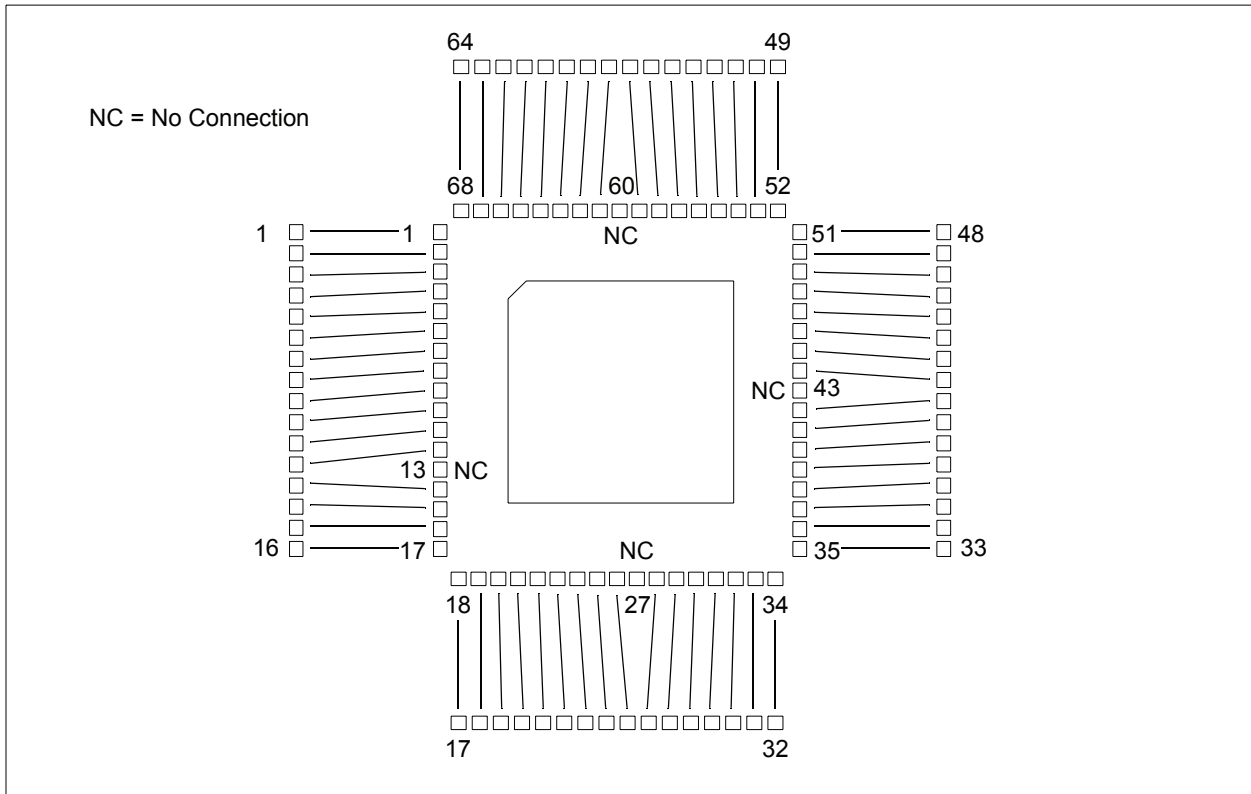 64 49
NC = No Connection
68 60 52
1 1 NC 51 48
NC 43
13 NC
16 17 NC 35 33
18 27 34
17 32